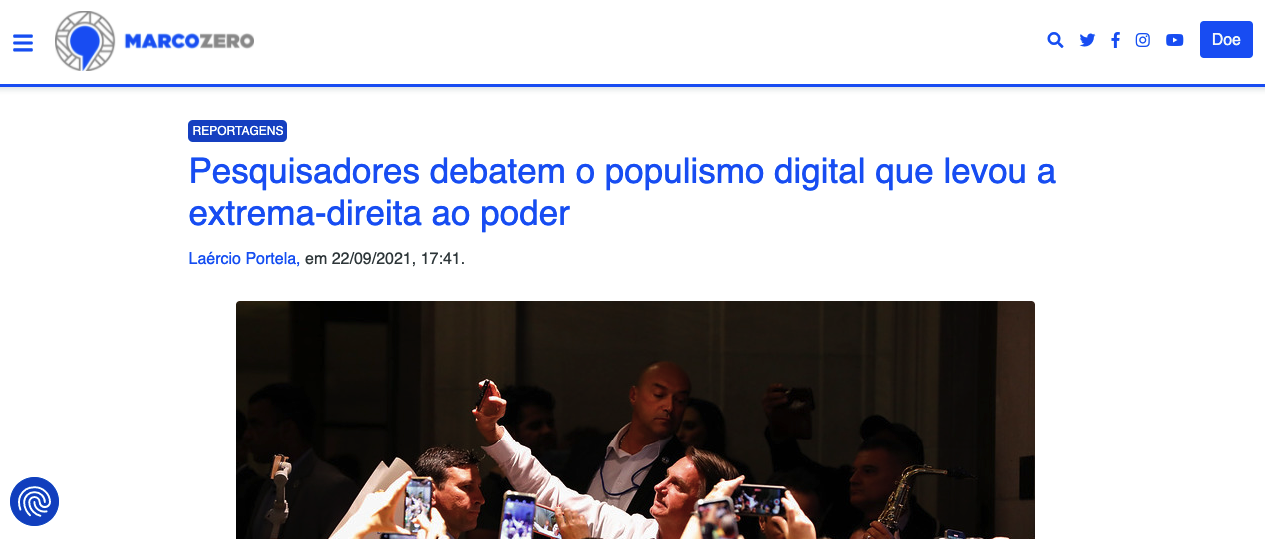 MARCOZERO
Doe
REPORTAGENS
Pesquisadores debatem o populismo digital que levou a
extrema-direita ao poder
Laércio Portela, em 22/09/2021, 17:41.